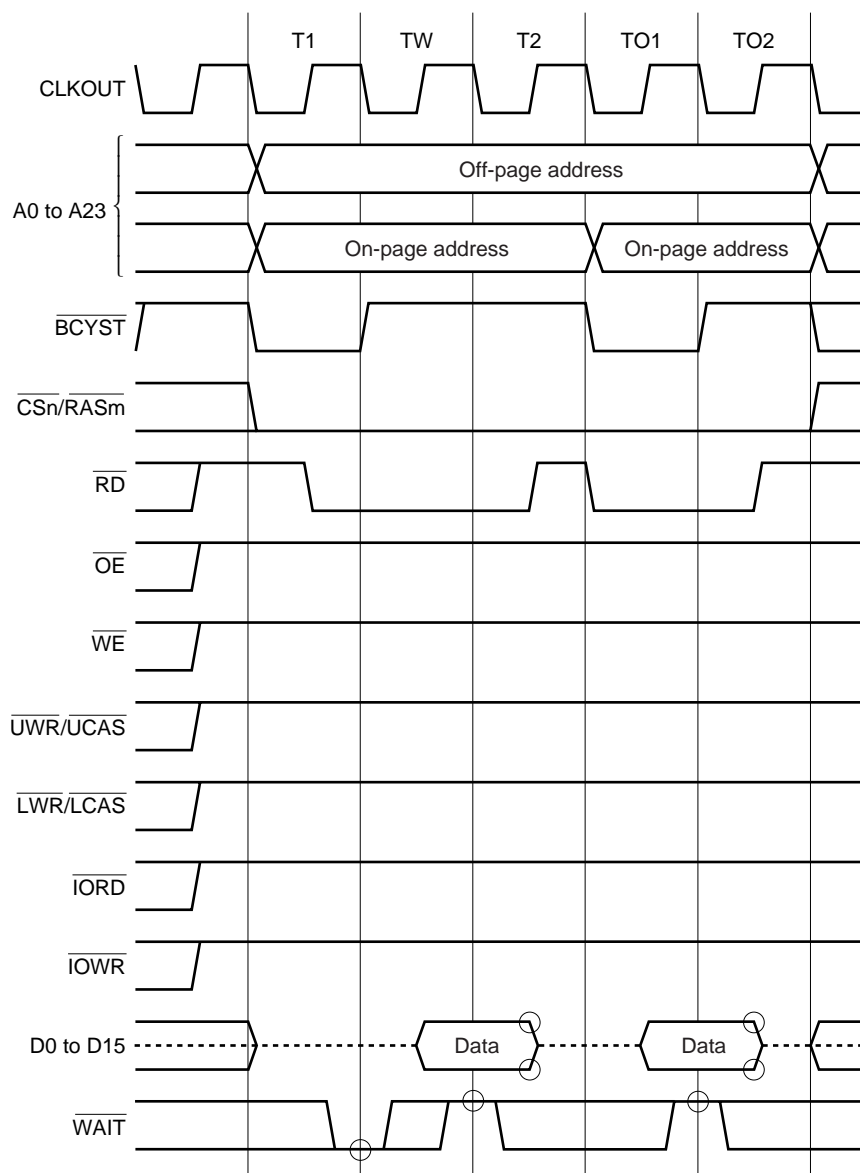 T1 TW T2 TO1 TO2
CLKOUT
Off-page address
A0 to A23
On-page address On-page address
BCYST
CSn/RASm
RD
OE
WE
UWR/UCAS
LWR/LCAS
IORD
IOWR
D0 to D15 Data Data
WAIT